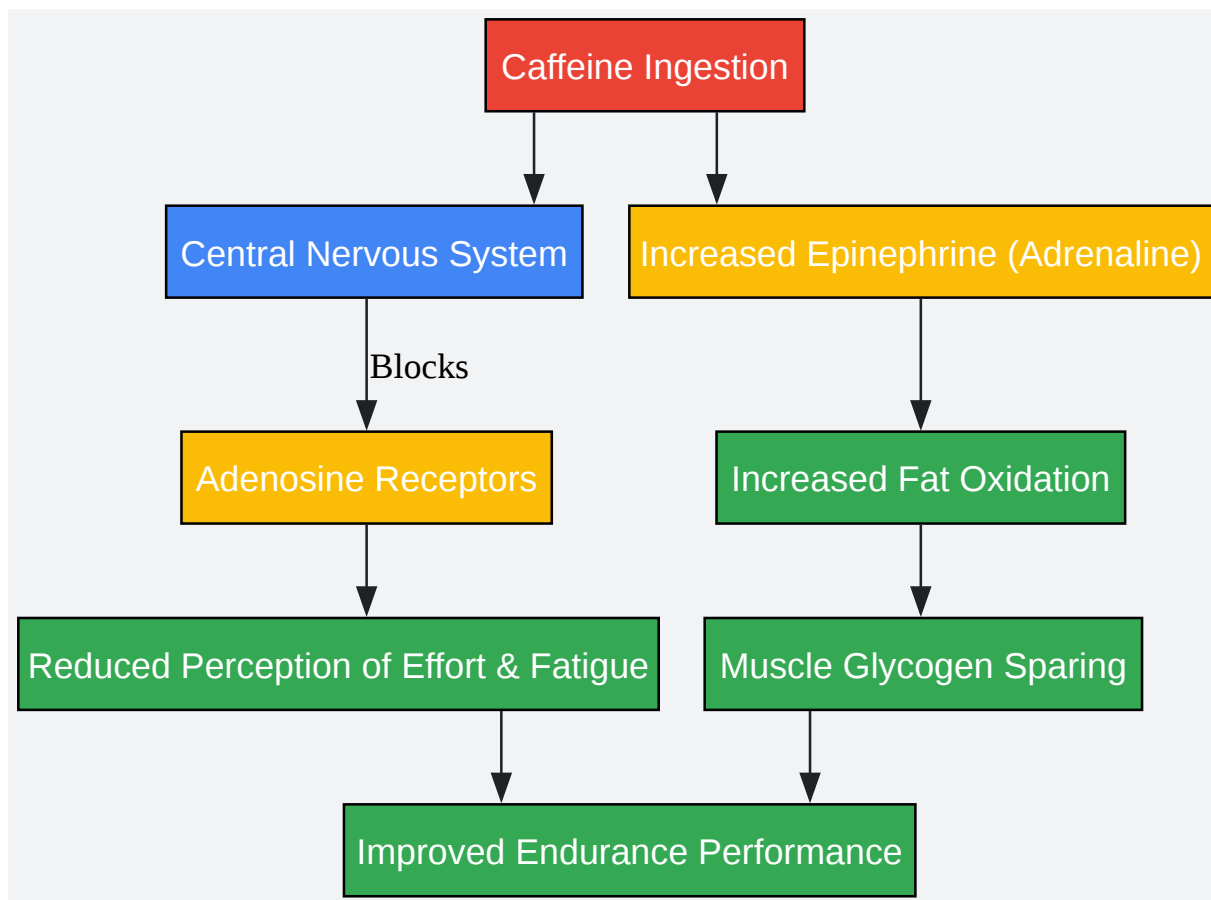 Caffeine Ingestion
Central Nervous System
Increased Epinephrine (Adrenaline)
Blocks
Adenosine Receptors
Increased Fat Oxidation
Reduced Perception of Effort & Fatigue
Muscle Glycogen Sparing
Improved Endurance Performance